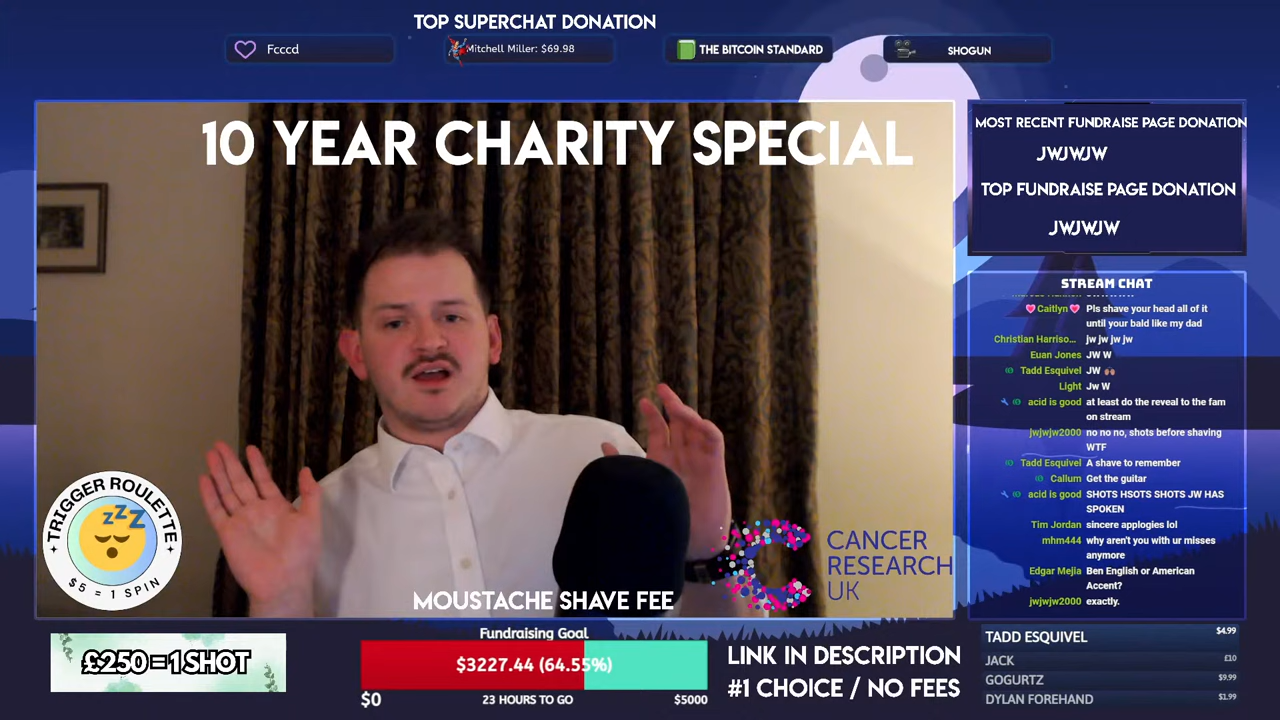 TOP SUPERCHAT DONATION
Fcccd
Mitchell Miller: $69.98
THE BITCOIN STANDARD
SHOGUN
10 YEAR CHARITY SPECIAL
MOST RECENT FUNDRAISE PAGE DONATION
JWJWJW
TOP FUNDRAISE PAGE DONATION
JWJWJW
STREAM CHAT
Caitlyn Pls shave your head all of it
until your bald like my dad
Christian Harriso... jw jw jw jw
Euan Jones JW W
Tadd Esquivel JW
Light Jw W
acid is good at least do the reveal to the fam
on stream
jwjwjw2000 no no no, shots before shaving
WTF
Tadd Esquivel A shave to remember
Callum Get the guitar
acid is good SHOTS HSOTS SHOTS JW HAS
SPOKEN
Tim Jordan sincere applogies lol
mhm444 why aren't you with ur misses
anymore
Edgar Mejia Ben English or American
Accent?
jwjwjw2000 exactly.
TRIGGER ROULETTE
ZZZ
$5 = 1 SPIN
CANCER
RESEARCH
UK
MOUSTACHE SHAVE FEE
£250 = 1 SHOT
Fundraising Goal
$3227.44 (64.55%)
$0
23 HOURS TO GO
$5000
LINK IN DESCRIPTION
#1 CHOICE / NO FEES
TADD ESQUIVEL $4.99
JACK £10
GOGURTZ $9.99
DYLAN FOREHAND $1.99